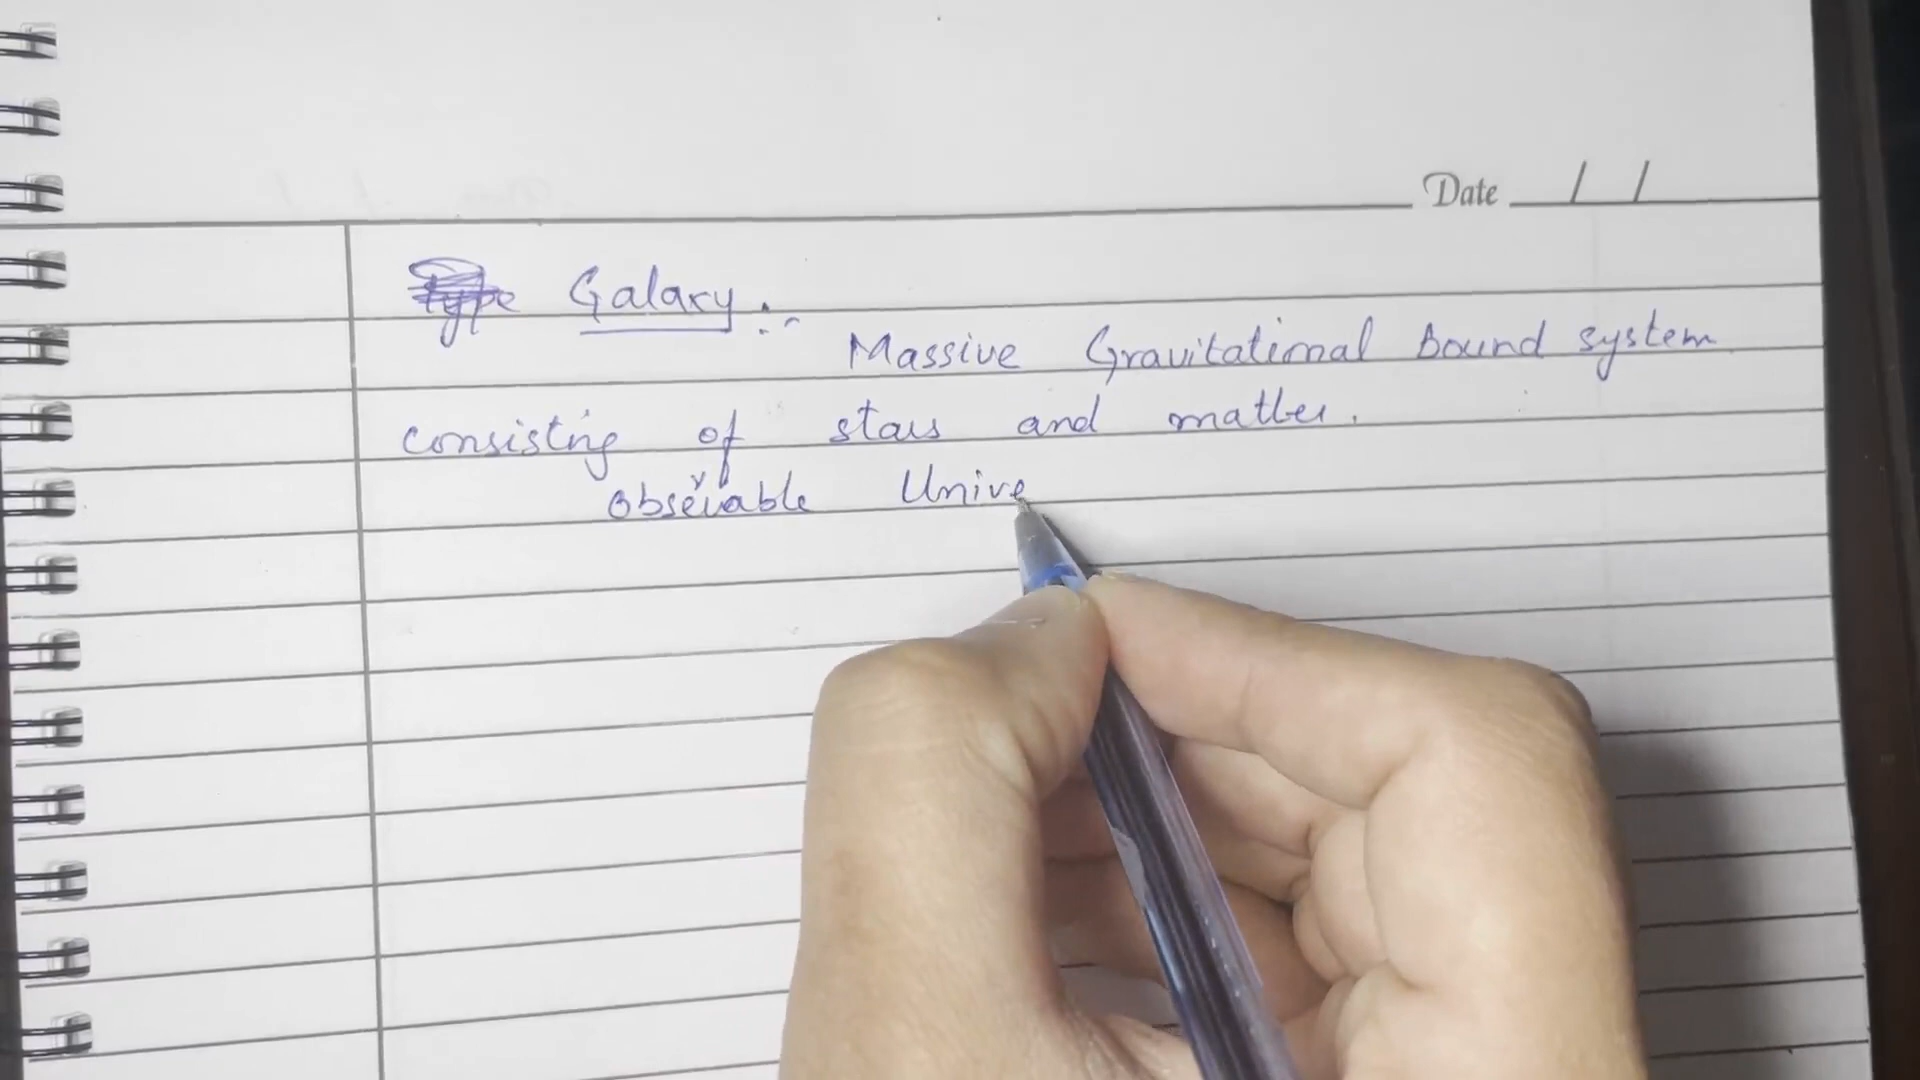 Date / /
Type Galaxy :-
Massive Gravitational Bound system
consisting of stars and matter.
Observable Unive